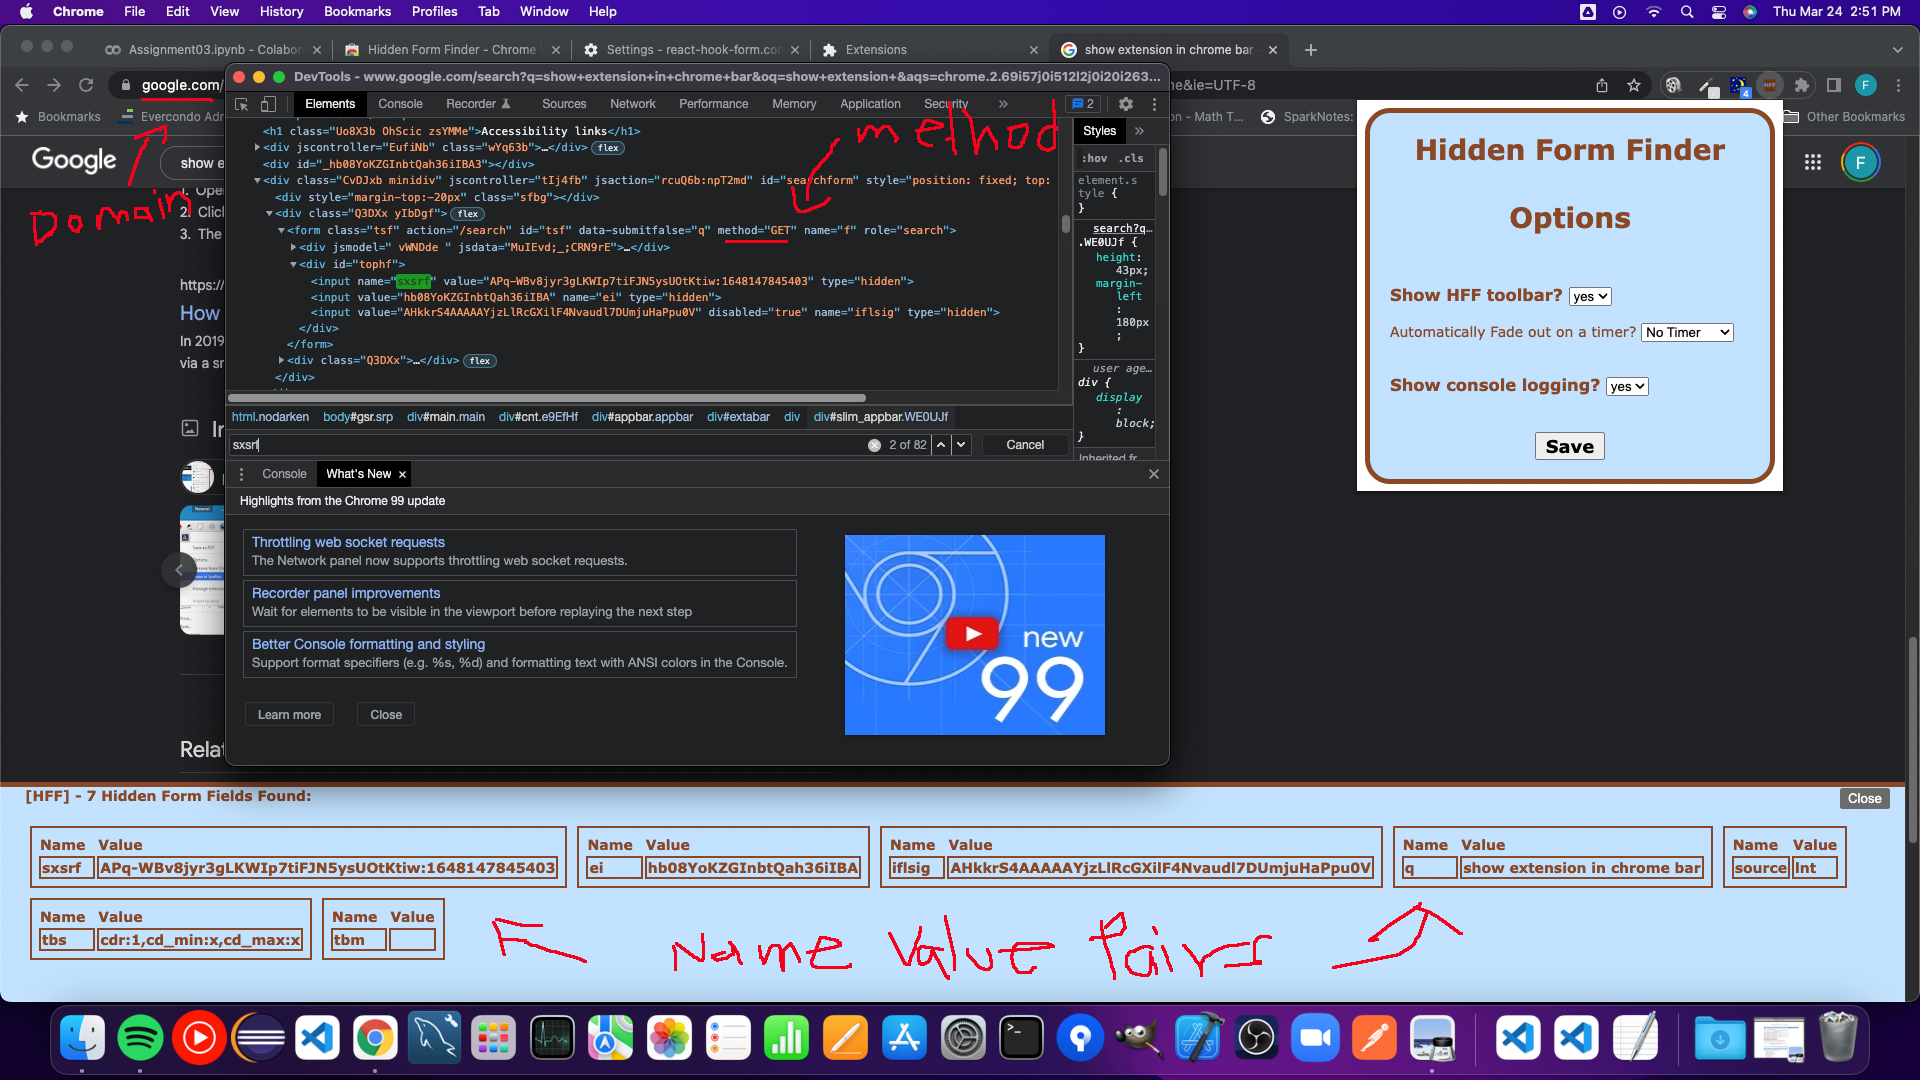 Chrome File Edit View History Bookmarks Profiles Tab Window Help Thu Mar 24 2:51 PM
Assignment03.ipynb - Colabor Hidden Form Finder - Chrome Settings - react-hook-form.co Extensions show extension in chrome bar
google.com/ ne&ie=UTF-8
DevTools - www.google.com/search?q=show+extension+in+chrome+bar&oq=show+extension+&aqs=chrome.2.69i57j0i512l2j0i20i263...
Elements Console Recorder Sources Network Performance Memory Application Security » 2
Bookmarks Evercondo Adr on - Math T... SparkNotes: Other Bookmarks
Google show e
1. Open
2. Click
3. The
Domain
method
<h1 class="Uo8X3b OhScic zsYMMe">Accessibility links</h1>
<div jscontroller="EufiNb" class="wYq63b">…</div> flex
<div id="_hb08YoKZGInbtQah36iIBA3"></div>
<div class="CvDJxb minidiv" jscontroller="tIj4fb" jsaction="rcuQ6b:npT2md" id="searchform" style="position: fixed; top:
<div style="margin-top:-20px" class="sfbg"></div>
<div class="Q3DXx yIbDgf"> flex
<form class="tsf" action="/search" id="tsf" data-submitfalse="q" method="GET" name="f" role="search">
<div jsmodel=" vWNDde " jsdata="MuIEvd;_;CRN9rE">…</div>
<div id="tophf">
<input name="sxsrf" value="APq-WBv8jyr3gLKWIp7tiFJN5ysUOtKtiw:1648147845403" type="hidden">
<input value="hb08YoKZGInbtQah36iIBA" name="ei" type="hidden">
<input value="AHkkrS4AAAAAYjzLlRcGXilF4Nvaudl7DUmjuHaPpu0V" disabled="true" name="iflsig" type="hidden">
</div>
</form>
<div class="Q3DXx">…</div> flex
</div>
html.nodarken body#gsr.srp div#main.main div#cnt.e9EfHf div#appbar.appbar div#extabar div div#slim_appbar.WE0UJf
sxsrf 2 of 82 Cancel
Styles »
:hov .cls
element.s
tyle {
}
search?q…
.WE0UJf {
height:
43px;
margin-
left
:
180px
;
}
user age…
div {
display
:
block;
}
Inherited fr
https:/
How
In 2019
via a sr
Relat
Console What's New ×
Highlights from the Chrome 99 update
Throttling web socket requests
The Network panel now supports throttling web socket requests.
Recorder panel improvements
Wait for elements to be visible in the viewport before replaying the next step
Better Console formatting and styling
Support format specifiers (e.g. %s, %d) and formatting text with ANSI colors in the Console.
Learn more Close
new
99
Hidden Form Finder
Options
Show HFF toolbar? yes
Automatically Fade out on a timer? No Timer
Show console logging? yes
Save
HFF
4
F
F
[HFF] - 7 Hidden Form Fields Found: Close
Name Value Name Value Name Value Name Value Name Value
sxsrf APq-WBv8jyr3gLKWIp7tiFJN5ysUOtKtiw:1648147845403 ei hb08YoKZGInbtQah36iIBA iflsig AHkkrS4AAAAAYjzLlRcGXilF4Nvaudl7DUmjuHaPpu0V q show extension in chrome bar source lnt
Name Value Name Value
tbs cdr:1,cd_min:x,cd_max:x tbm
Name Value Pairs